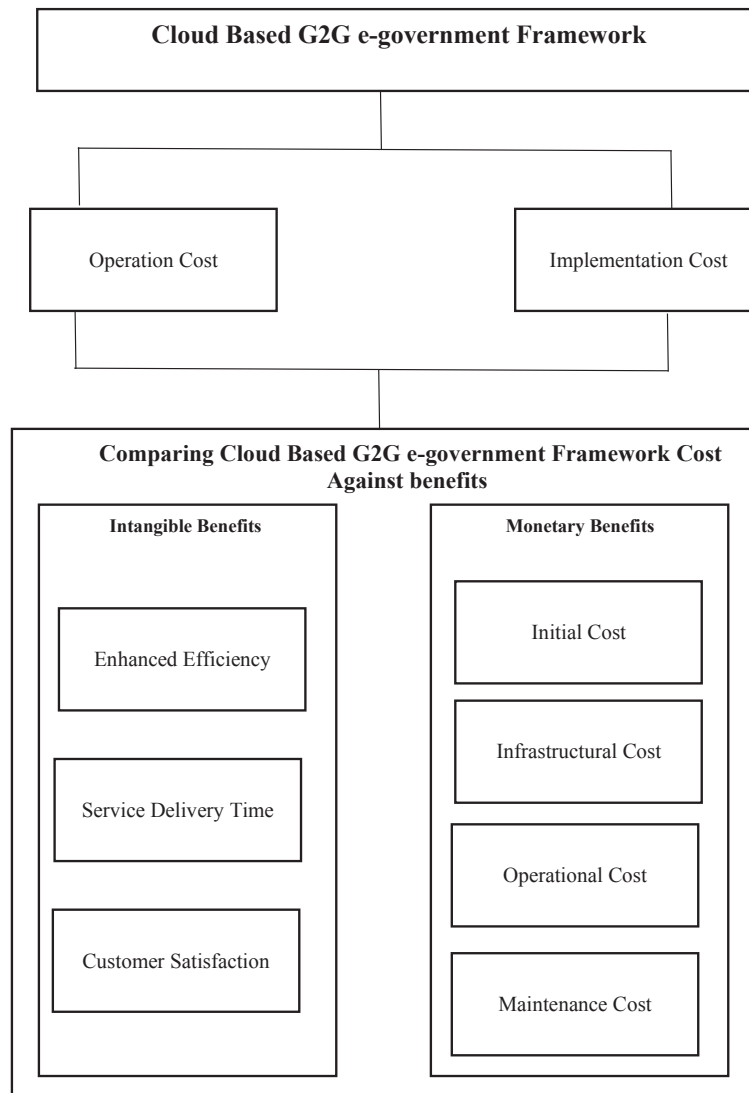 Cloud Based G2G e-government Framework
Operation Cost
Implementation Cost
Comparing Cloud Based G2G e-government Framework Cost
Against benefits
Intangible Benefits
Enhanced Efficiency
Service Delivery Time
Customer Satisfaction
Monetary Benefits
Initial Cost
Infrastructural Cost
Operational Cost
Maintenance Cost